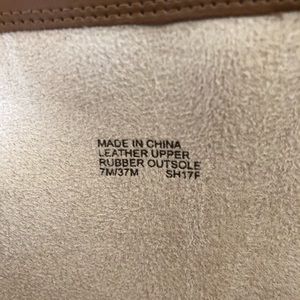 MADE IN CHINA
LEATHER UPPER
RUBBER OUTSOLE
7M/37M SH17F